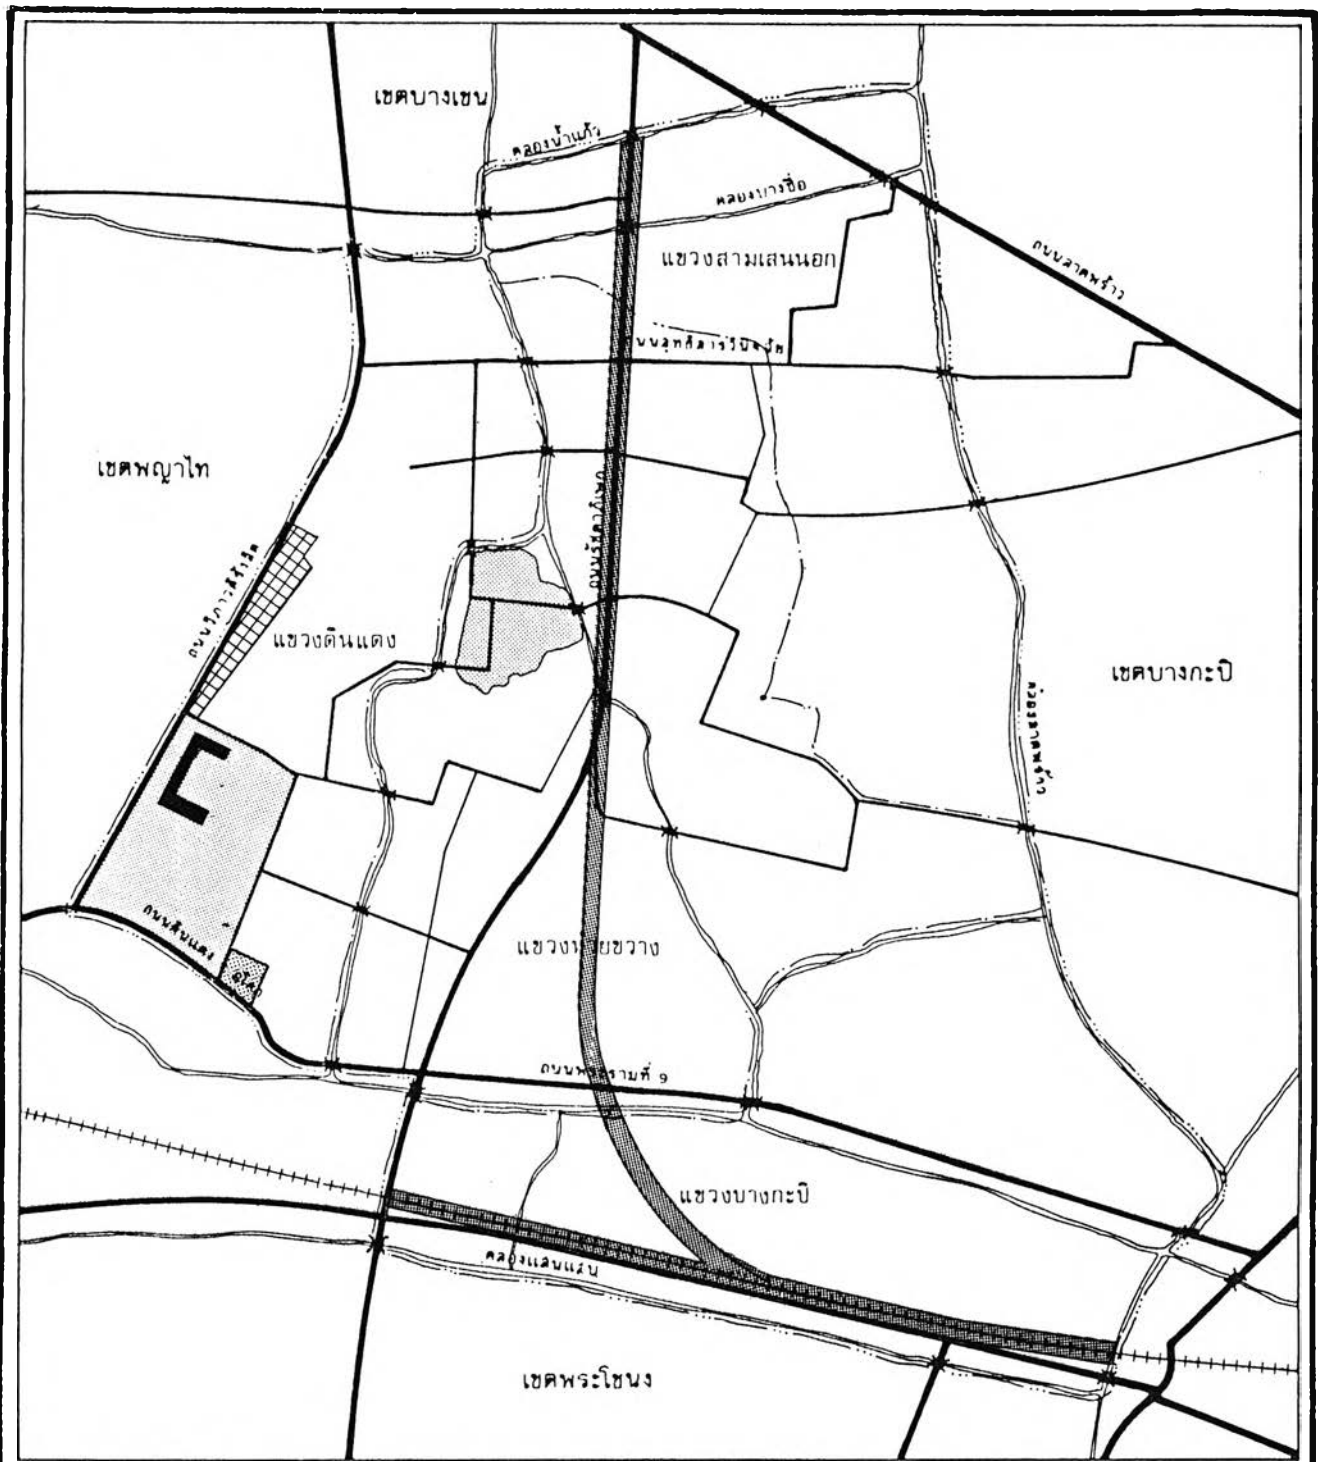 เขตบางเขน
คลองน้ำแก้ว
คลองบางซื่อ
แขวงสามเสนนอก
ถนนลาดพร้าว
ถนนสุทธิสารวินิจฉัย
เขตพญาไท
ถนนรัชดาภิเษก
ถนนวิภาวดีรังสิต
แขวงดินแดง
เขตบางกะปิ
คลองลาดพร้าว
ถนนดินแดง
แขวงห้วยขวาง
ถนนพระรามที่ 9
แขวงบางกะปิ
คลองแสนแสบ
เขตพระโขนง